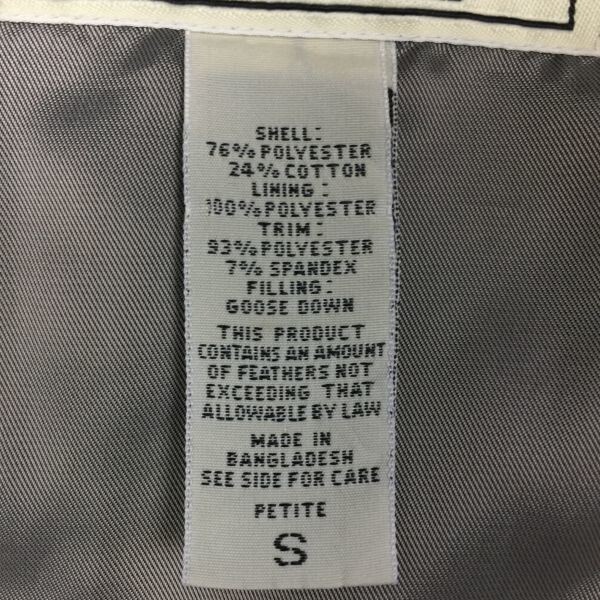 SHELL:
76% POLYESTER
24% COTTON
LINING:
100% POLYESTER
TRIM:
93% POLYESTER
7% SPANDEX
FILLING:
GOOSE DOWN
THIS PRODUCT
CONTAINS AN AMOUNT
OF FEATHERS NOT
EXCEEDING THAT
ALLOWABLE BY LAW
MADE IN
BANGLADESH
SEE SIDE FOR CARE
PETITE
S